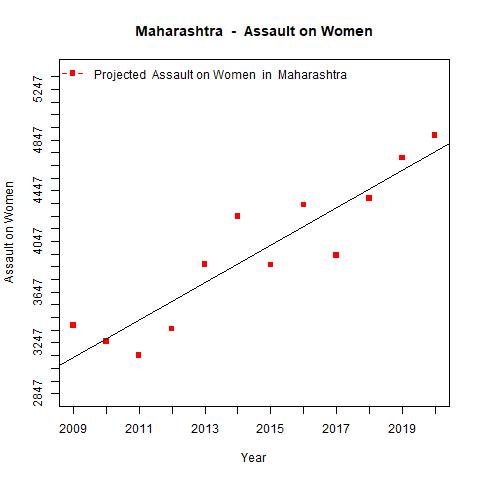 Maharashtra - Assault on Women
Projected Assault on Women in Maharashtra
5247
4847
4447
4047
3647
3247
2847
Assault on Women
2009 2011 2013 2015 2017 2019
Year